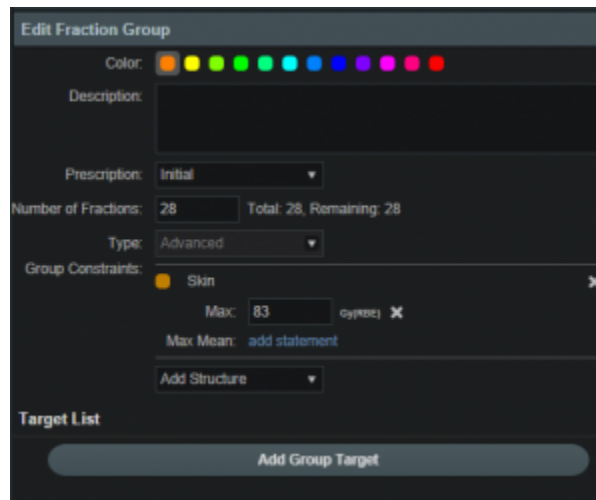 Edit Fraction Group
Color:
Description:
Prescription: Initial
Number of Fractions: 28 Total: 28, Remaining: 28
Type: Advanced
Group Constraints:
Skin
Max: 83 Gy(RBE)
Max Mean: add statement
Add Structure
Target List
Add Group Target